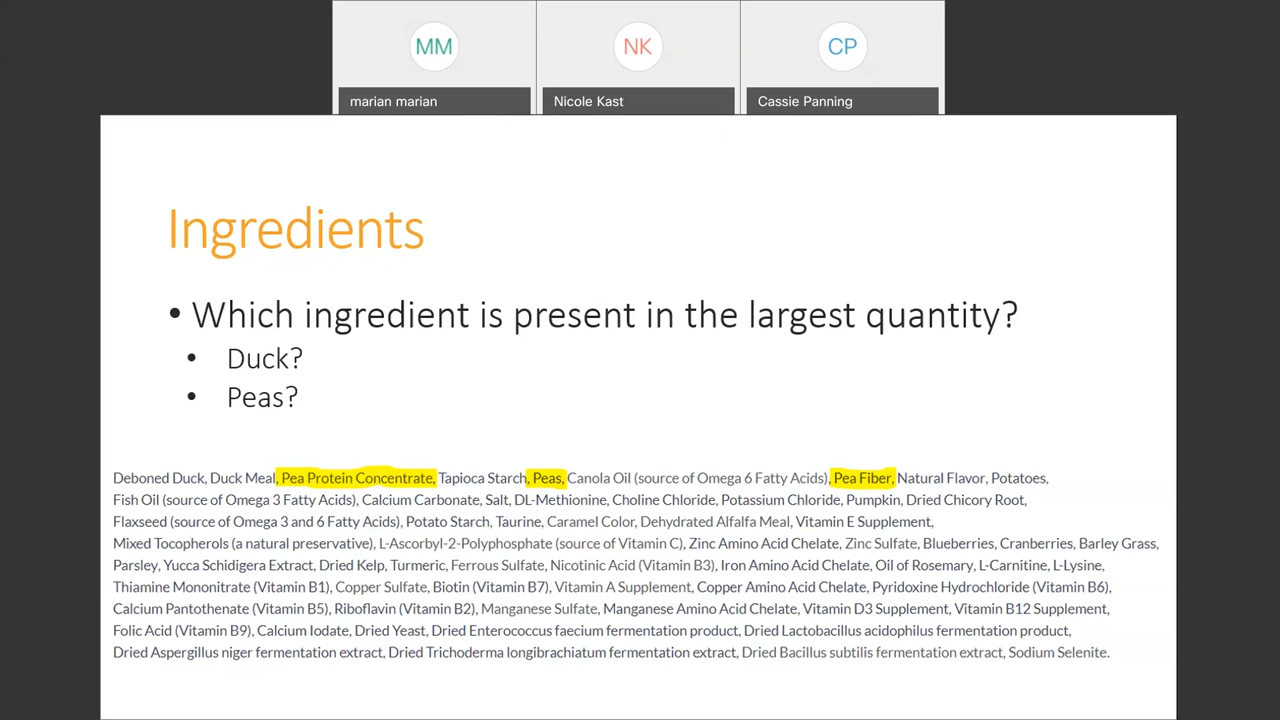 MM
NK
CP
marian marian
Nicole Kast
Cassie Panning
Ingredients
• Which ingredient is present in the largest quantity?
• Duck?
• Peas?
Deboned Duck, Duck Meal, Pea Protein Concentrate, Tapioca Starch, Peas, Canola Oil (source of Omega 6 Fatty Acids), Pea Fiber, Natural Flavor, Potatoes,
Fish Oil (source of Omega 3 Fatty Acids), Calcium Carbonate, Salt, DL-Methionine, Choline Chloride, Potassium Chloride, Pumpkin, Dried Chicory Root,
Flaxseed (source of Omega 3 and 6 Fatty Acids), Potato Starch, Taurine, Caramel Color, Dehydrated Alfalfa Meal, Vitamin E Supplement,
Mixed Tocopherols (a natural preservative), L-Ascorbyl-2-Polyphosphate (source of Vitamin C), Zinc Amino Acid Chelate, Zinc Sulfate, Blueberries, Cranberries, Barley Grass,
Parsley, Yucca Schidigera Extract, Dried Kelp, Turmeric, Ferrous Sulfate, Nicotinic Acid (Vitamin B3), Iron Amino Acid Chelate, Oil of Rosemary, L-Carnitine, L-Lysine,
Thiamine Mononitrate (Vitamin B1), Copper Sulfate, Biotin (Vitamin B7), Vitamin A Supplement, Copper Amino Acid Chelate, Pyridoxine Hydrochloride (Vitamin B6),
Calcium Pantothenate (Vitamin B5), Riboflavin (Vitamin B2), Manganese Sulfate, Manganese Amino Acid Chelate, Vitamin D3 Supplement, Vitamin B12 Supplement,
Folic Acid (Vitamin B9), Calcium Iodate, Dried Yeast, Dried Enterococcus faecium fermentation product, Dried Lactobacillus acidophilus fermentation product,
Dried Aspergillus niger fermentation extract, Dried Trichoderma longibrachiatum fermentation extract, Dried Bacillus subtilis fermentation extract, Sodium Selenite.